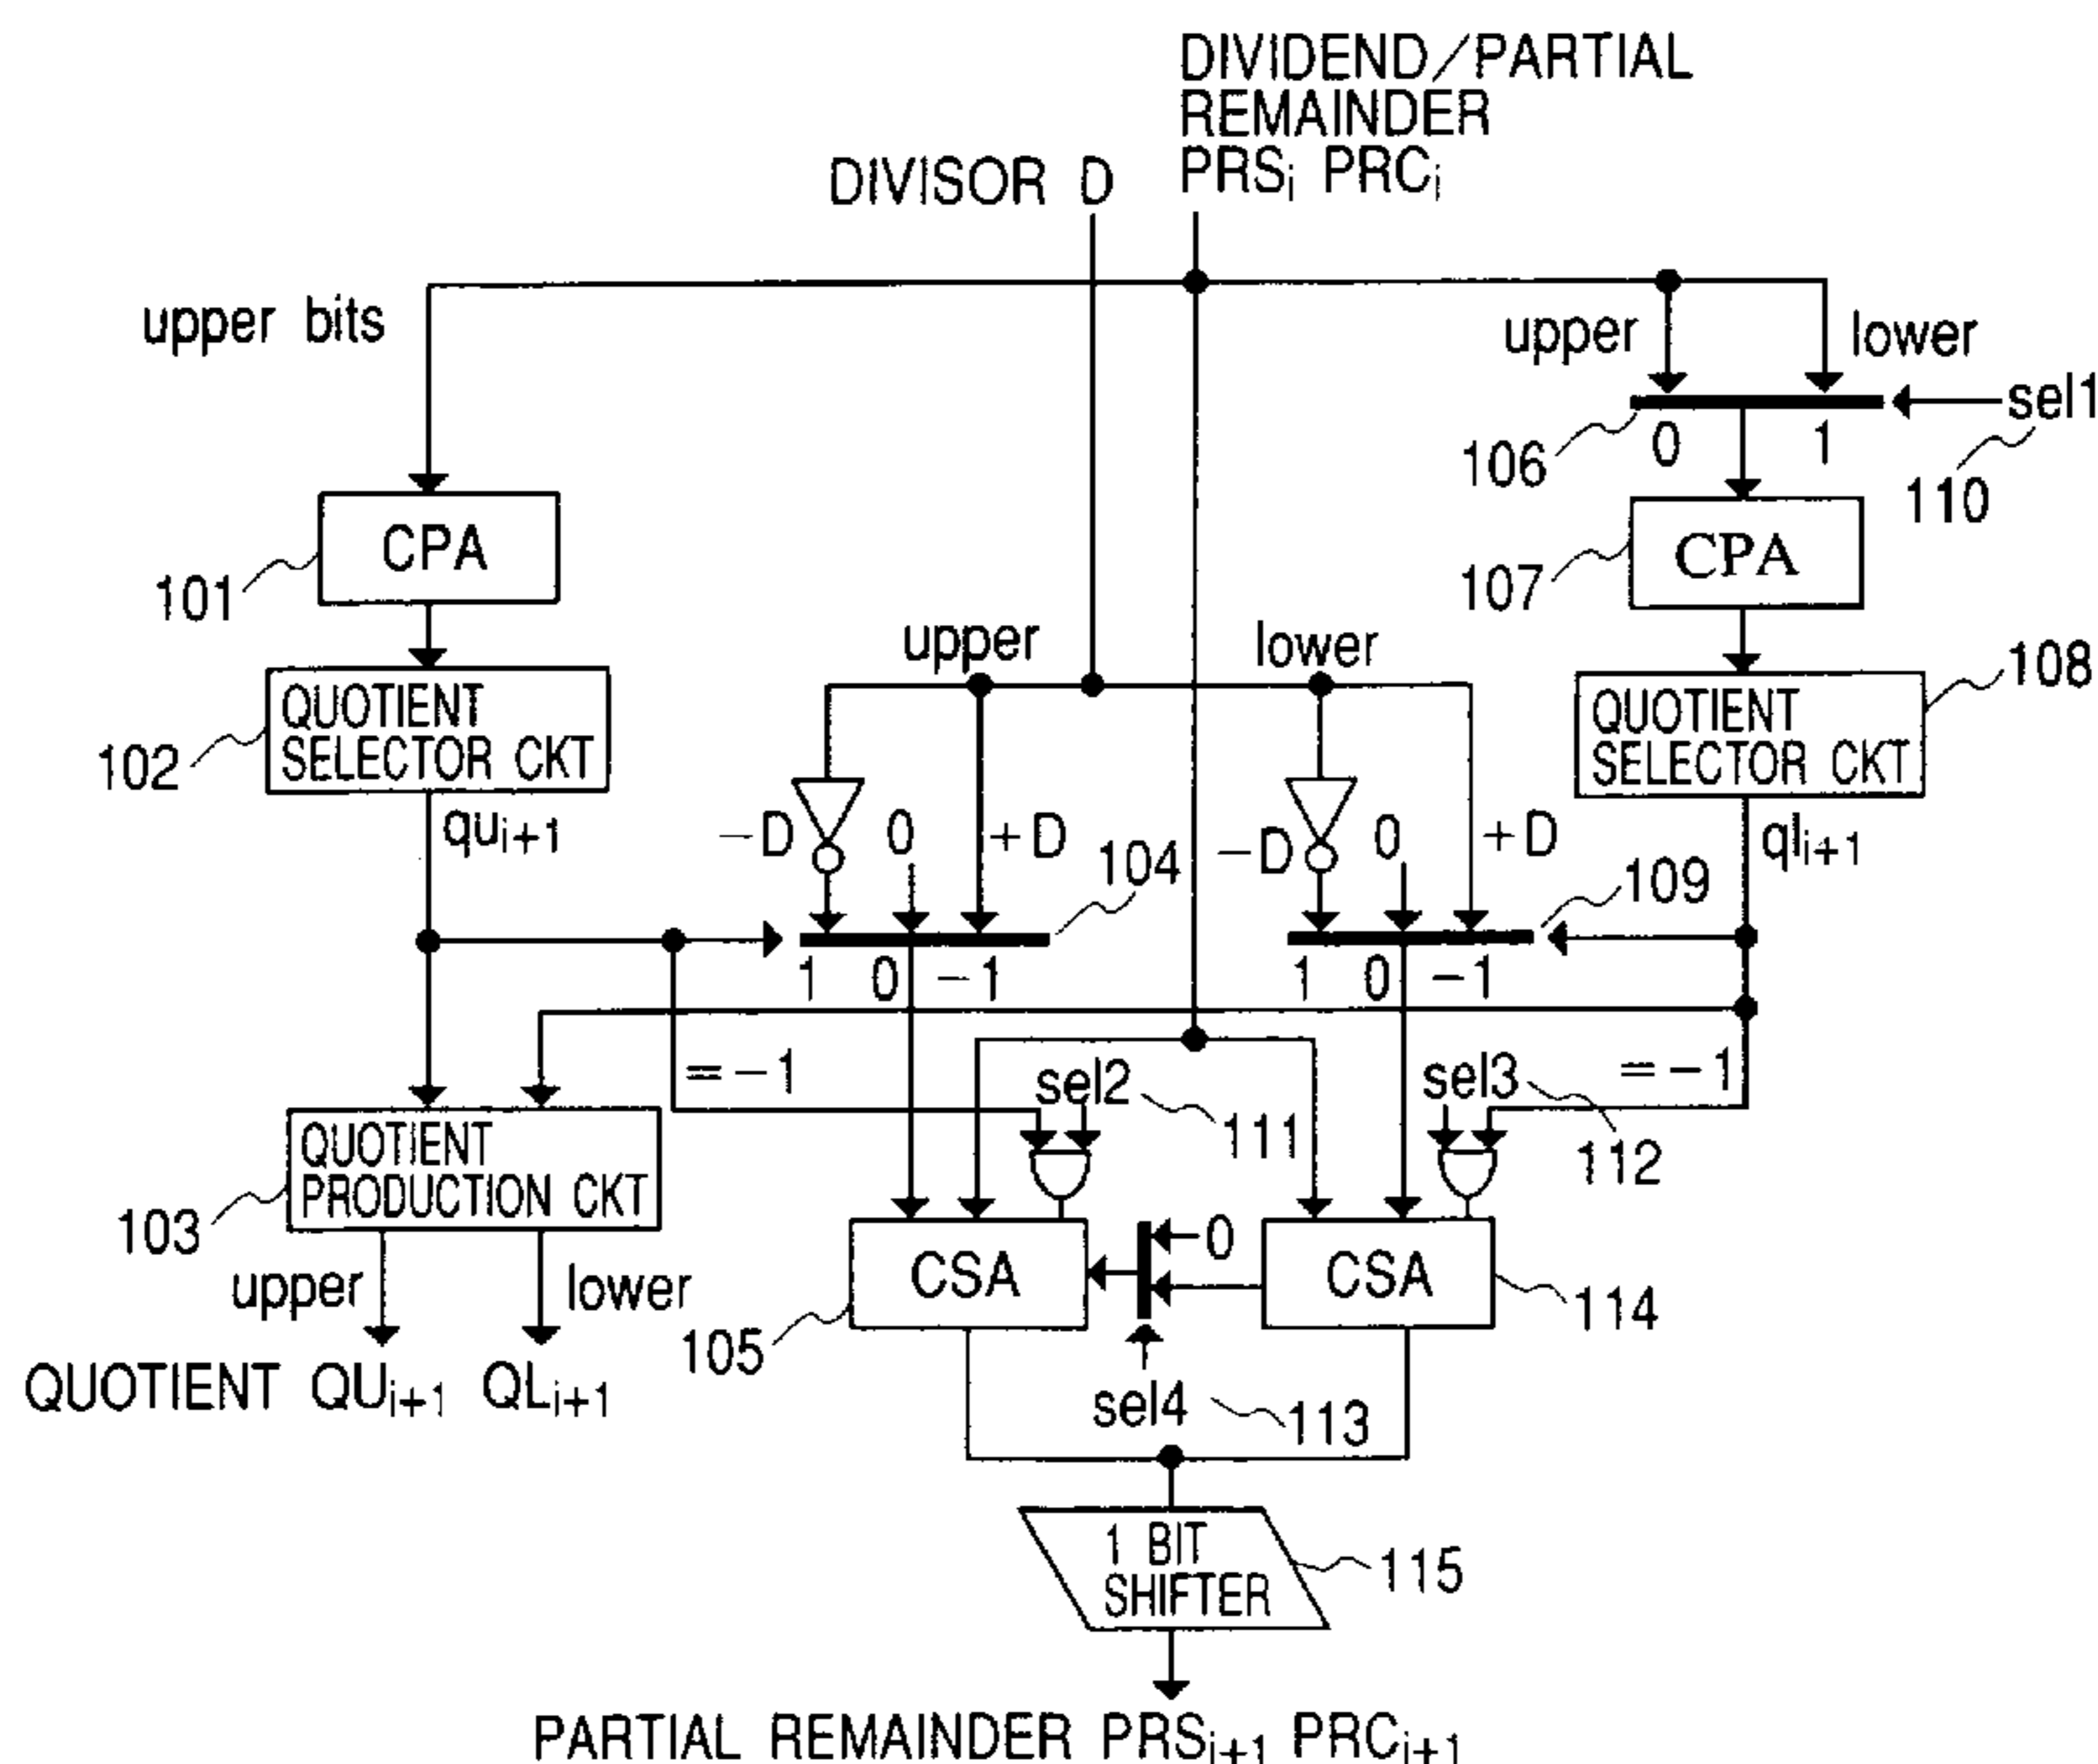 DIVIDEND/PARTIAL
REMAINDER
PRSi PRCi
DIVISOR D
upper bits
upper
lower
sel1
106
0
1
110
CPA
101
CPA
107
upper
lower
QUOTIENT
SELECTOR CKT
102
QUOTIENT
SELECTOR CKT
108
qui+1
-D
0
+D
104
-D
0
+D
109
qli+1
1
0
-1
1
0
-1
=-1
sel2
111
sel3
=-1
112
QUOTIENT
PRODUCTION CKT
103
CSA
105
0
CSA
114
upper
lower
QUOTIENT QUi+1 QLi+1
sel4
113
1 BIT
SHIFTER
115
PARTIAL REMAINDER PRSi+1 PRCi+1